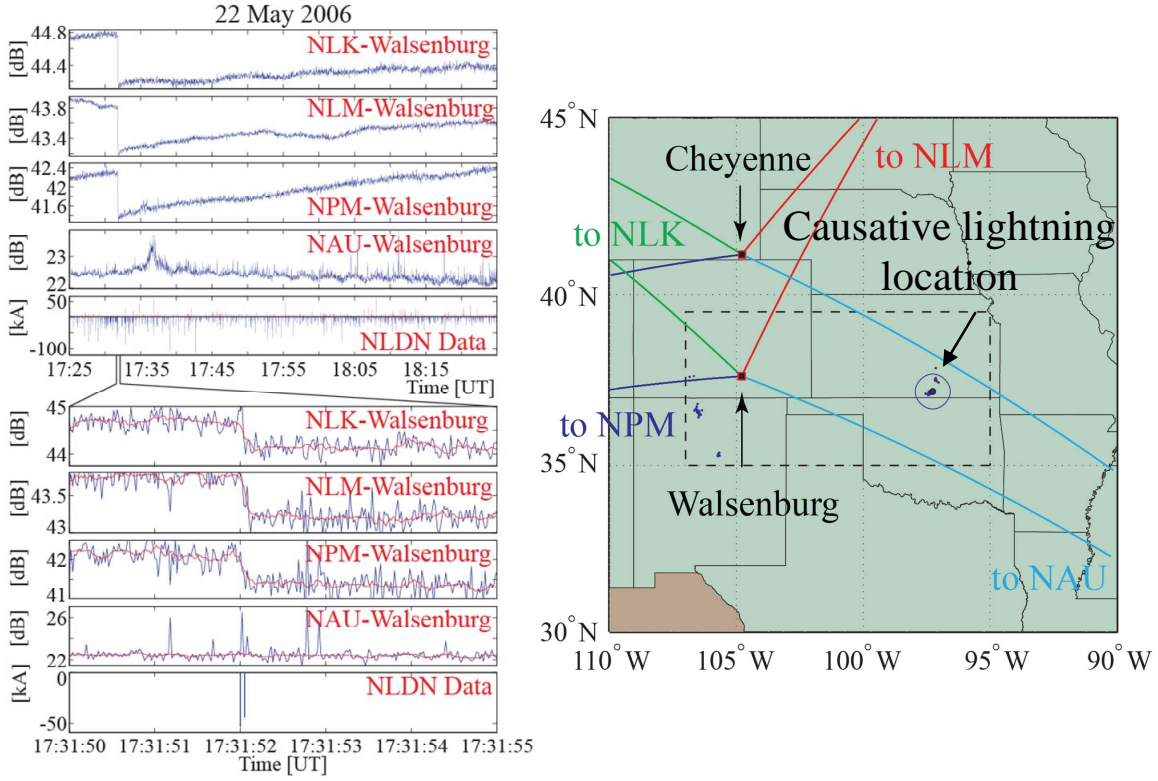 22 May 2006
44.8
44.4
[dB]
NLK-Walsenburg
43.8
43.4
[dB]
NLM-Walsenburg
42.4
42
41.6
[dB]
NPM-Walsenburg
23
22
[dB]
NAU-Walsenburg
50
-100
[kA]
NLDN Data
17:25 17:35 17:45 17:55 18:05 18:15
Time [UT]
45
44
[dB]
NLK-Walsenburg
43.5
43
[dB]
NLM-Walsenburg
42
41
[dB]
NPM-Walsenburg
26
22
[dB]
NAU-Walsenburg
0
-50
[kA]
NLDN Data
17:31:50 17:31:51 17:31:52 17:31:53 17:31:54 17:31:55
Time [UT]
45°N
40°N
35°N
30°N
110°W 105°W 100°W 95°W 90°W
Cheyenne
to NLM
to NLK
Causative lightning
location
to NPM
Walsenburg
to NAU